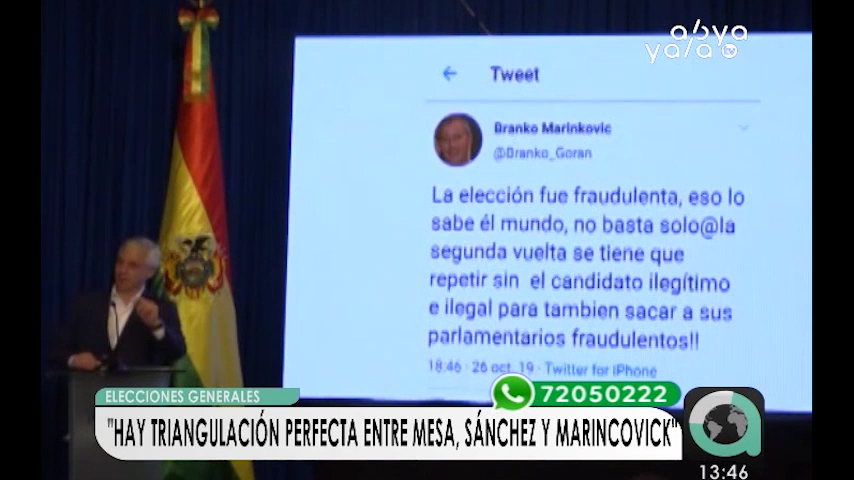 abya
yala tv
Tweet
Branko Marinkovic
@Branko_Goran
La elección fue fraudulenta, eso lo
sabe él mundo, no basta solo@la
segunda vuelta se tiene que
repetir sin el candidato ilegítimo
e ilegal para tambien sacar a sus
parlamentarios fraudulentos!!
18:46 · 26 oct. 19 · Twitter for iPhone
ELECCIONES GENERALES
72050222
"HAY TRIANGULACIÓN PERFECTA ENTRE MESA, SÁNCHEZ Y MARINCOVICK"
13:46